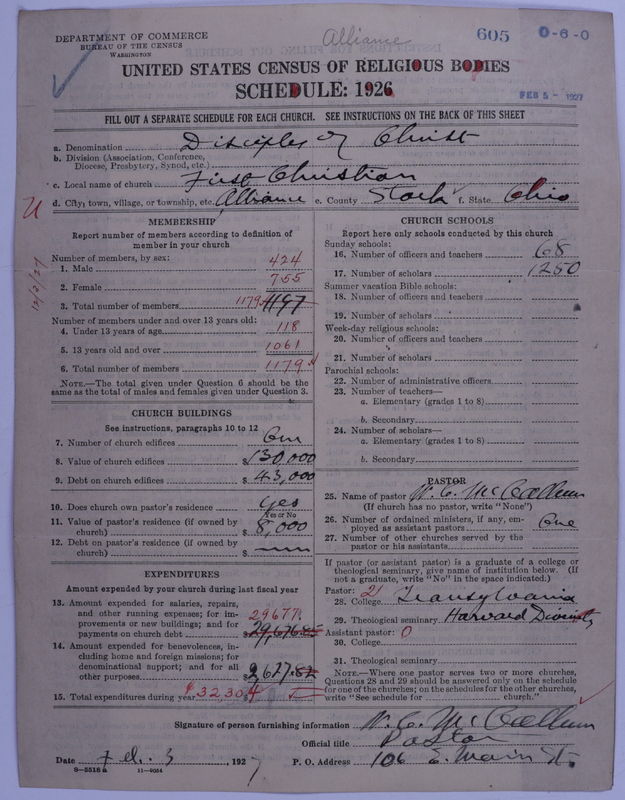 DEPARTMENT OF COMMERCE
BUREAU OF THE CENSUS
WASHINGTON
Alliance
605
0-6-0
UNITED STATES CENSUS OF RELIGIOUS BODIES
SCHEDULE: 1926
FEB 5 - 1927
FILL OUT A SEPARATE SCHEDULE FOR EACH CHURCH. SEE INSTRUCTIONS ON THE BACK OF THIS SHEET
a. Denomination Disciples of Christ
b. Division (Association, Conference, Diocese, Presbytery, Synod, etc.)
c. Local name of church First Christian
d. City, town, village, or township, etc. Alliance e. County Stark f. State Ohio
12/2/27
MEMBERSHIP
Report number of members according to definition of
member in your church
Number of members, by sex:
1. Male 424
2. Female 755
3. Total number of members 1179 1197
Number of members under and over 13 years old:
4. Under 13 years of age 118
5. 13 years old and over 1061
6. Total number of members 1179
NOTE.—The total given under Question 6 should be the
same as the total of males and females given under Question 3.
CHURCH BUILDINGS
See instructions, paragraphs 10 to 12
7. Number of church edifices One
8. Value of church edifices $130,000
9. Debt on church edifices $43,000
10. Does church own pastor's residence yes
Yes or No
11. Value of pastor's residence (if owned by
church) $8,000
12. Debt on pastor's residence (if owned by
church) $
EXPENDITURES
Amount expended by your church during last fiscal year
13. Amount expended for salaries, repairs,
and other running expenses; for im-
provements or new buildings; and for 29677
payments on church debt $29,676.85
14. Amount expended for benevolences, in-
cluding home and foreign missions; for
denominational support; and for all
other purposes $2,627.82
15. Total expenditures during year $32304
CHURCH SCHOOLS
Report here only schools conducted by this church
Sunday schools:
16. Number of officers and teachers 68
17. Number of scholars 1250
Summer vacation Bible schools:
18. Number of officers and teachers
19. Number of scholars
Week-day religious schools:
20. Number of officers and teachers
21. Number of scholars
Parochial schools:
22. Number of administrative officers
23. Number of teachers—
a. Elementary (grades 1 to 8)
b. Secondary
24. Number of scholars—
a. Elementary (grades 1 to 8)
b. Secondary
PASTOR
25. Name of pastor
(If church has no pastor, write "None")
26. Number of ordained ministers, if any, em-
ployed as assistant pastors One
27. Number of other churches served by the
pastor or his assistants
If pastor (or assistant pastor) is a graduate of a college or
theological seminary, give name of institution below. (If
not a graduate, write "No" in the space indicated.)
Pastor: 21
28. College Transylvania
29. Theological seminary Harvard Divinity
Assistant pastor: 0
30. College
31. Theological seminary
NOTE.—Where one pastor serves two or more churches,
Questions 28 and 29 should be answered only on the schedule
for one of the churches; on the schedules for the other churches,
write "See schedule for church."
Signature of person furnishing information
Official title Pastor
Date Feb. 3, 1927 P. O. Address 106 E. Main St.
8-5518 a 11-9054